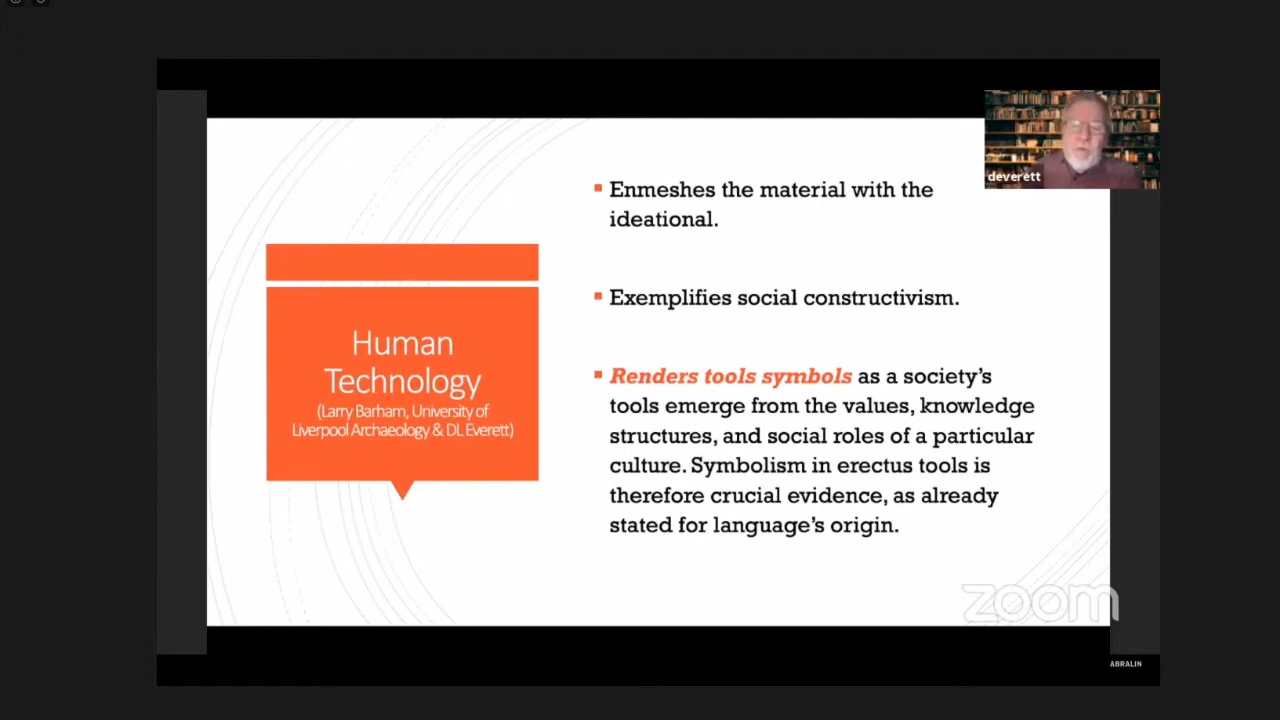 Enmeshes the material with the
ideational.
deverett
Exemplifies social constructivism.
Human
Technology
(Larry Barham, University of
Liverpool Archaeology & DL Everett)
Renders tools symbols as a society's
tools emerge from the values, knowledge
structures, and social roles of a particular
culture. Symbolism in erectus tools is
therefore crucial evidence, as already
stated for language's origin.
zoom
ABRALIN